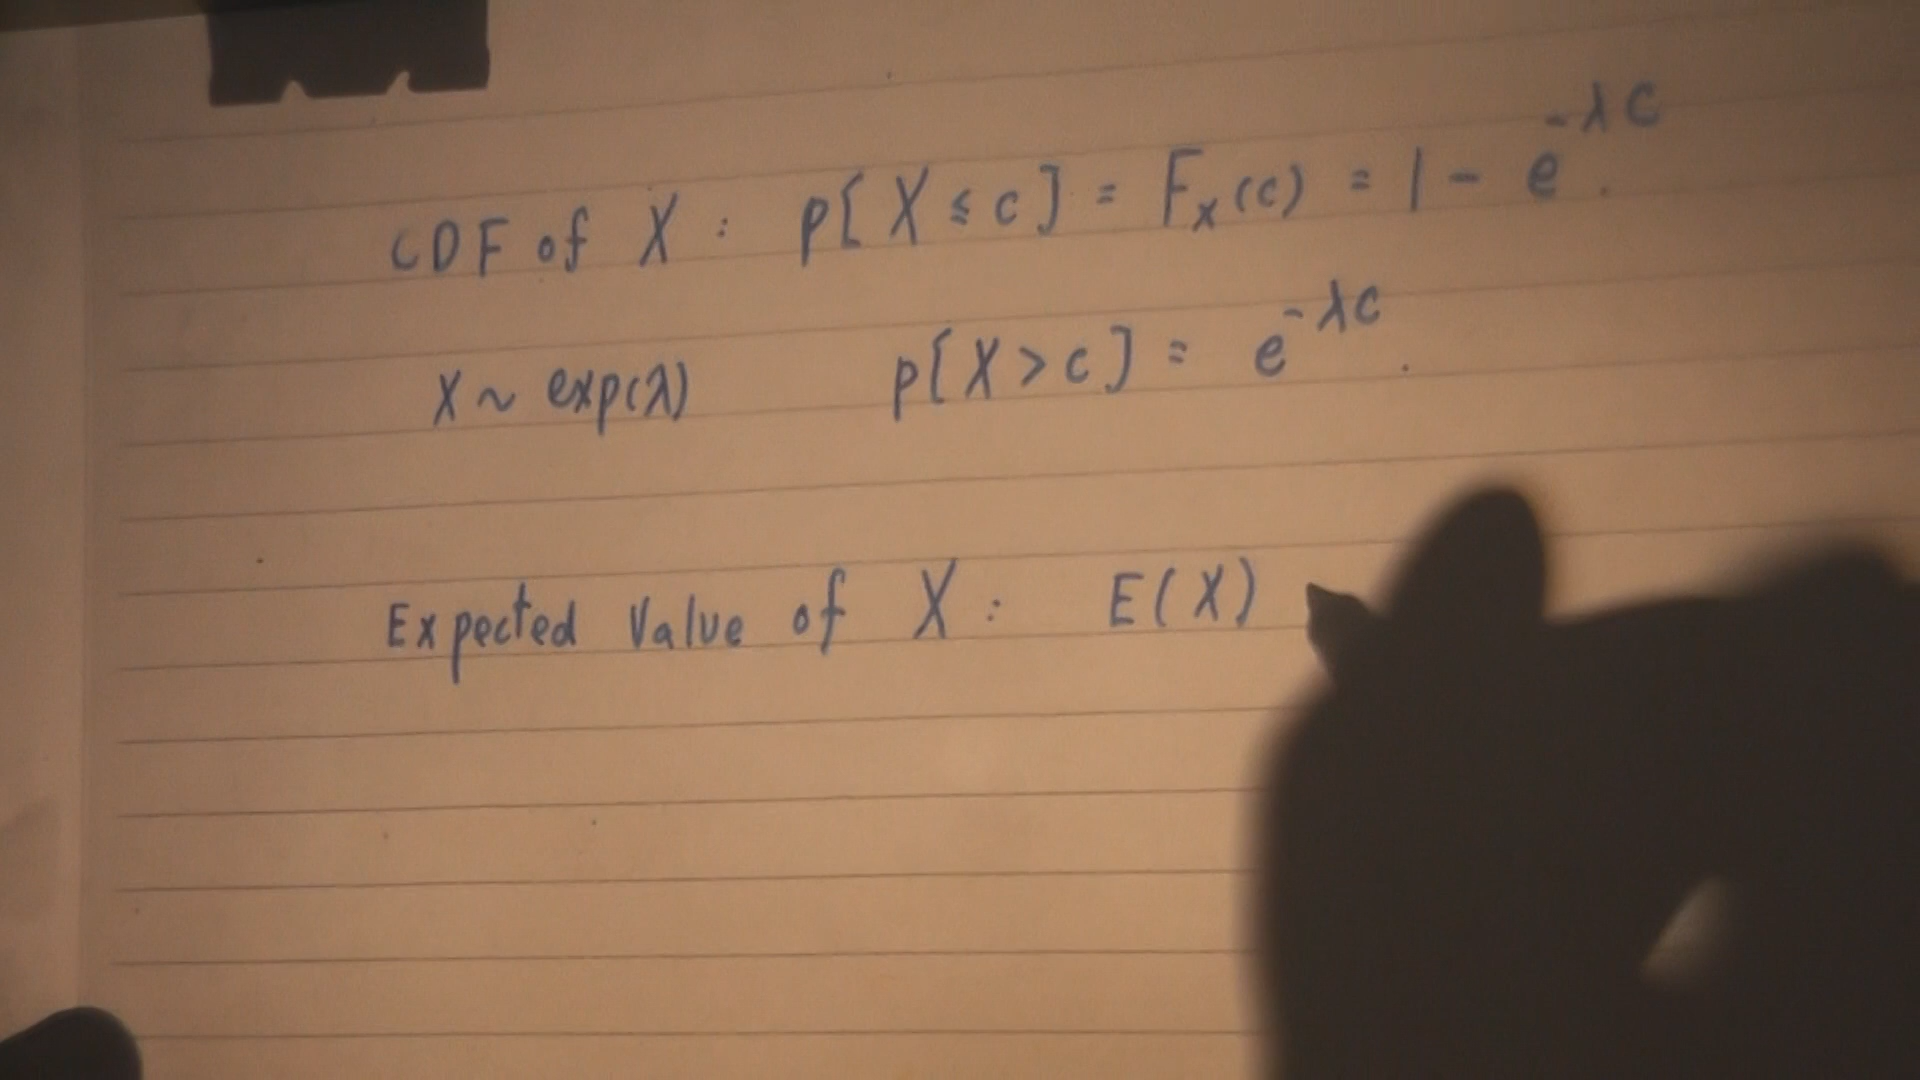 CDF of X : P[X ≤ c] = Fₓ(c) = 1 - e^{-λc}.
X ~ exp(λ) P[X > c] = e^{-λc}.
Expected Value of X : E(X)